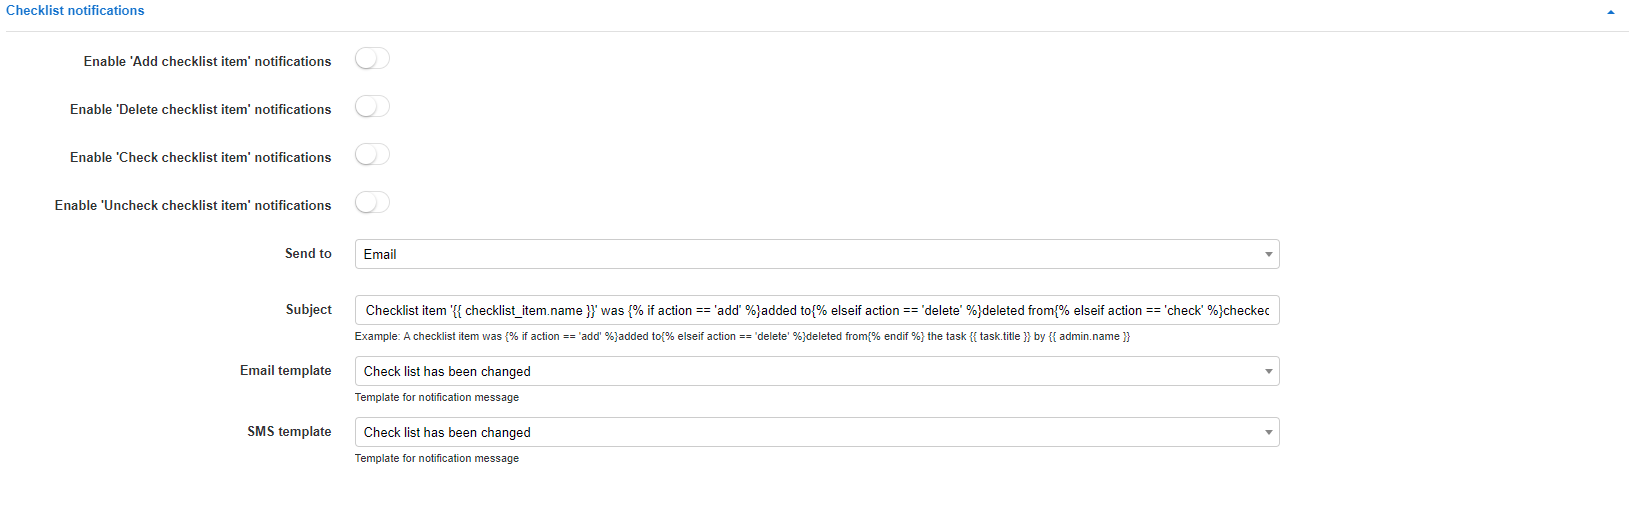 Checklist notifications
Enable 'Add checklist item' notifications
Enable 'Delete checklist item' notifications
Enable 'Check checklist item' notifications
Enable 'Uncheck checklist item' notifications
Send to
Email
Subject
Checklist item '{{ checklist_item.name }}' was {% if action == 'add' %}added to{% elseif action == 'delete' %}deleted from{% elseif action == 'check' %}checked
Example: A checklist item was {% if action == 'add' %}added to{% elseif action == 'delete' %}deleted from{% endif %} the task {{ task.title }} by {{ admin.name }}
Email template
Check list has been changed
Template for notification message
SMS template
Check list has been changed
Template for notification message